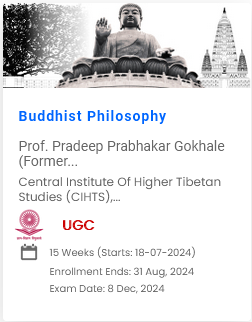 Buddhist Philosophy
Prof. Pradeep Prabhakar Gokhale
(Former...
Central Institute Of Higher Tibetan
Studies (CIHTS),...
UGC
15 Weeks (Starts: 18-07-2024)
Enrollment Ends: 31 Aug, 2024
Exam Date: 8 Dec, 2024